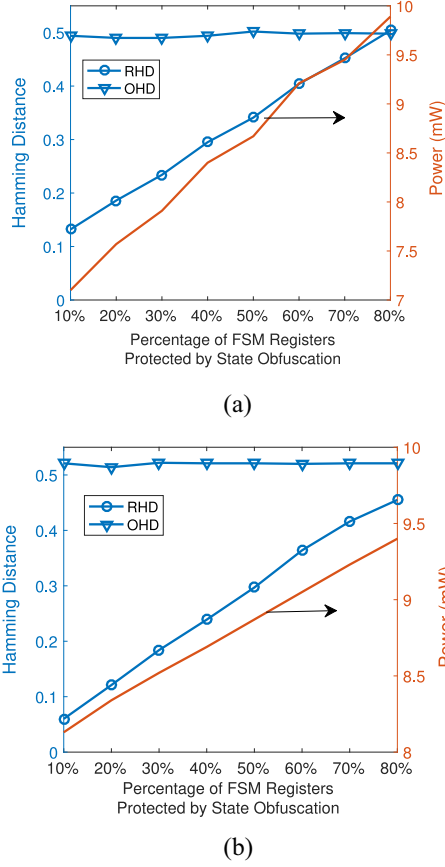 0.5
0.4
0.3
0.2
0.1
0
Hamming Distance
RHD
OHD
10
9.5
9
8.5
8
7.5
7
Power (mW)
10% 20% 30% 40% 50% 60% 70% 80%
Percentage of FSM Registers
Protected by State Obfuscation
(a)
0.5
0.4
0.3
0.2
0.1
0
Hamming Distance
RHD
OHD
10
9.5
9
8.5
8
Power (mW)
10% 20% 30% 40% 50% 60% 70% 80%
Percentage of FSM Registers
Protected by State Obfuscation
(b)